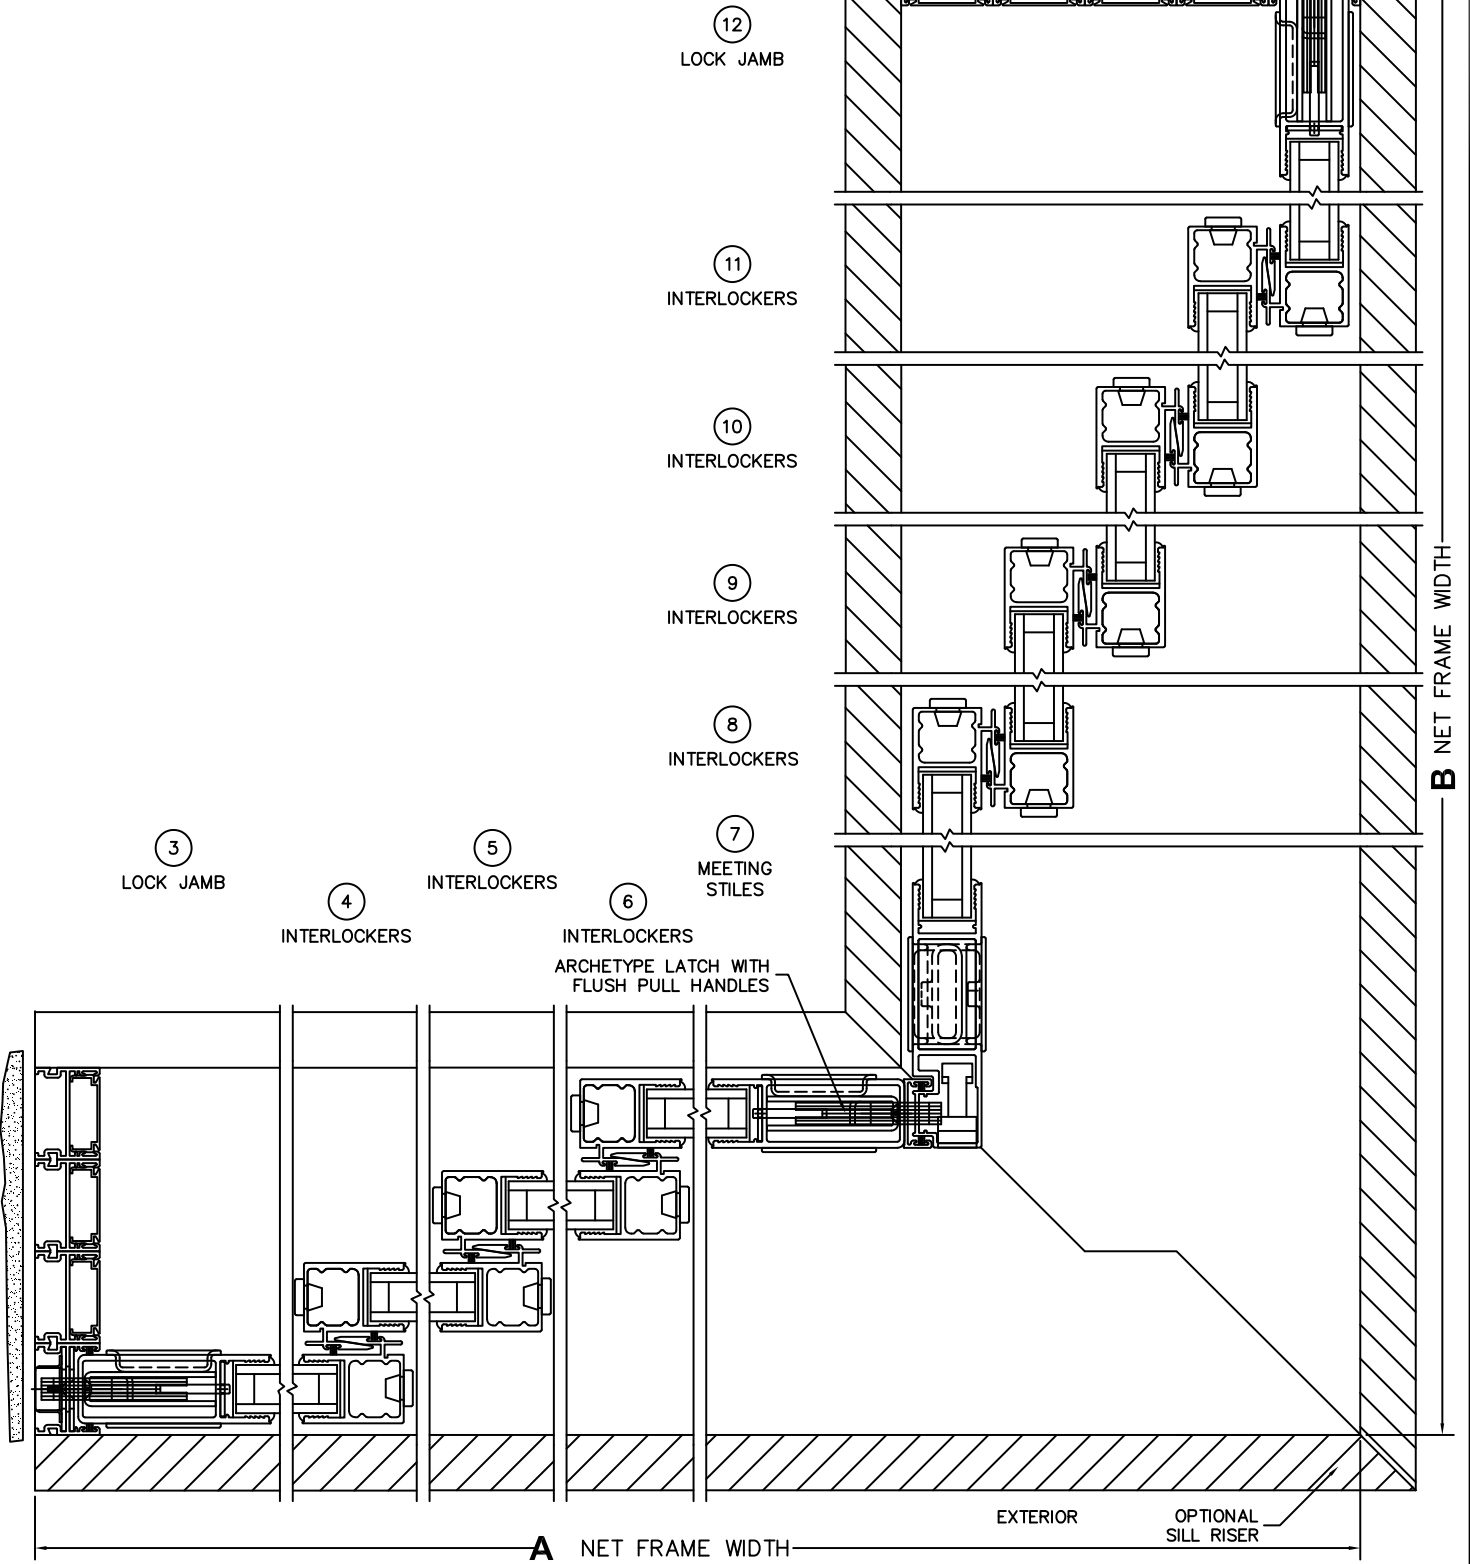 12
LOCK JAMB
11
INTERLOCKERS
10
INTERLOCKERS
9
INTERLOCKERS
8
INTERLOCKERS
7
MEETING
STILES
3
LOCK JAMB
5
INTERLOCKERS
4
INTERLOCKERS
6
INTERLOCKERS
ARCHETYPE LATCH WITH
FLUSH PULL HANDLES
B NET FRAME WIDTH
EXTERIOR
OPTIONAL
SILL RISER
A NET FRAME WIDTH